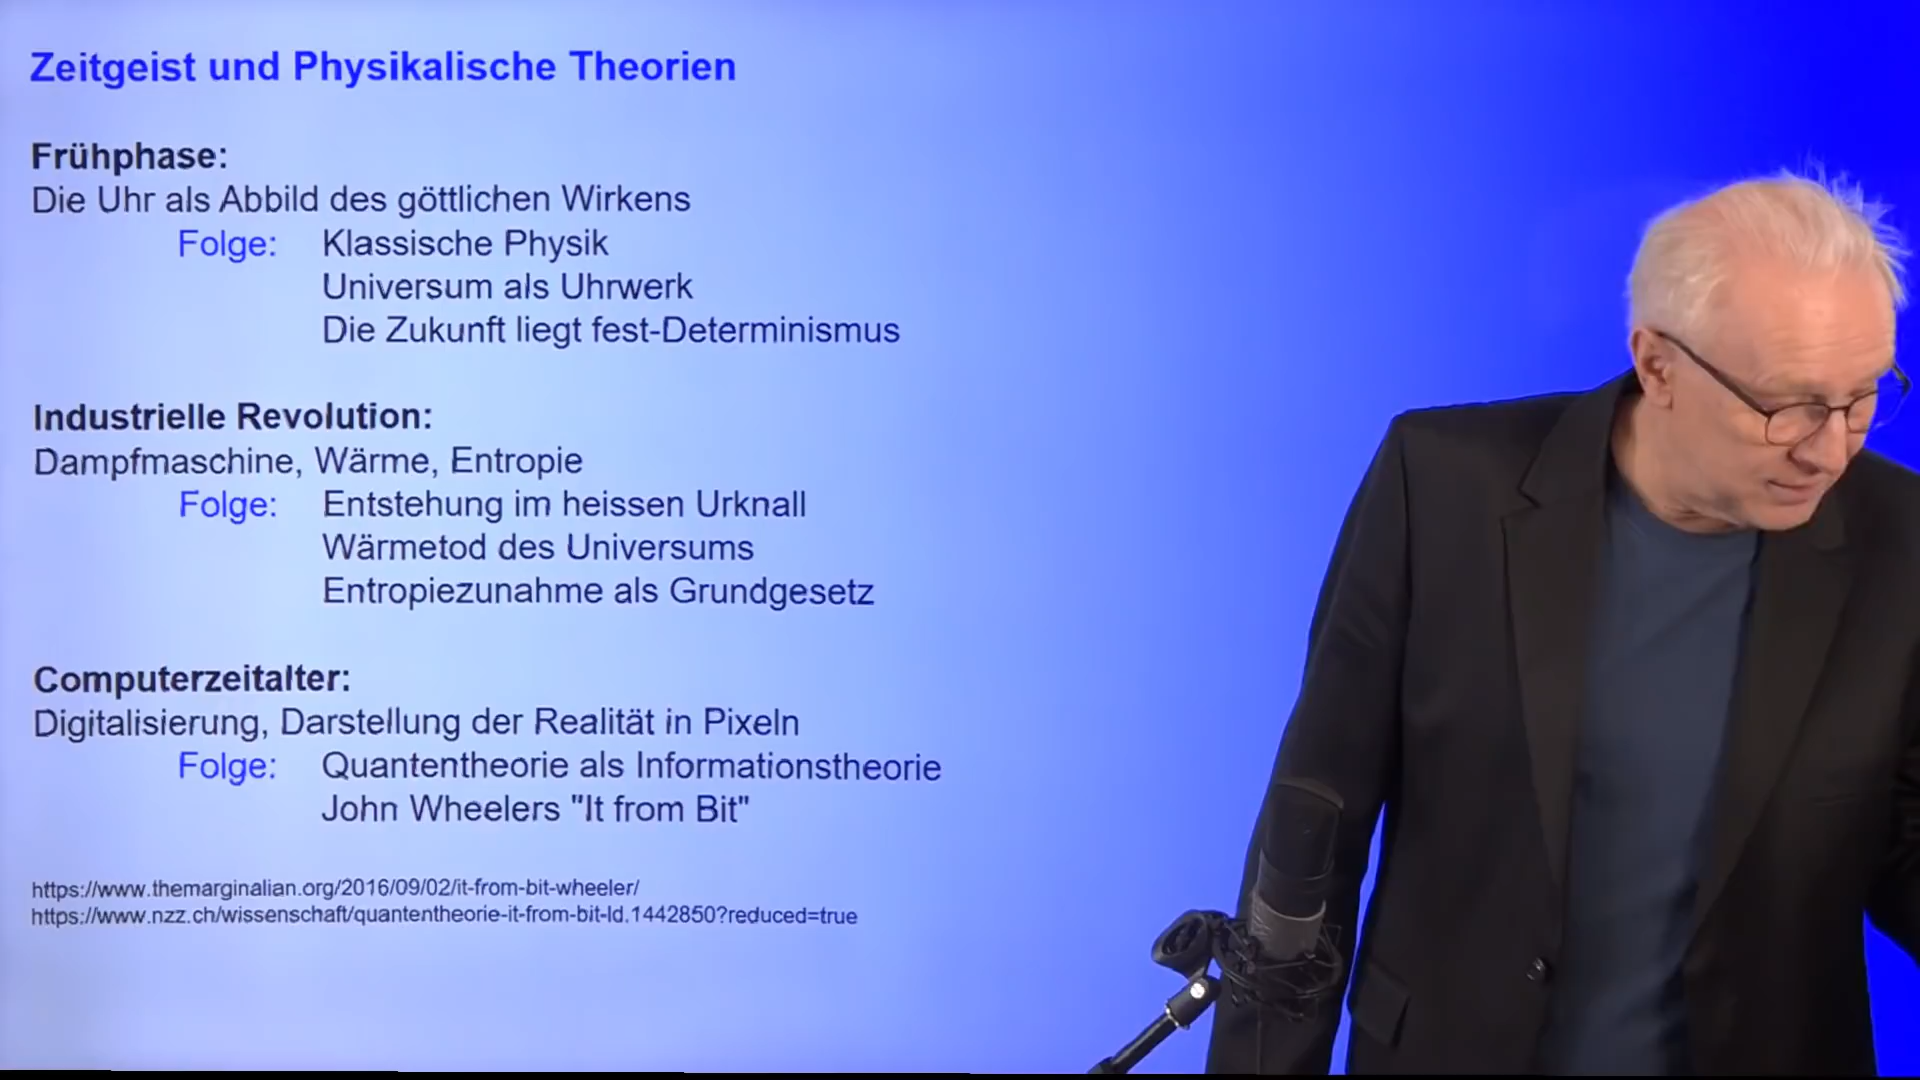 Zeitgeist und Physikalische Theorien
Frühphase:
Die Uhr als Abbild des göttlichen Wirkens
Folge: Klassische Physik
Universum als Uhrwerk
Die Zukunft liegt fest-Determinismus
Industrielle Revolution:
Dampfmaschine, Wärme, Entropie
Folge: Entstehung im heissen Urknall
Wärmetod des Universums
Entropiezunahme als Grundgesetz
Computerzeitalter:
Digitalisierung, Darstellung der Realität in Pixeln
Folge: Quantentheorie als Informationstheorie
John Wheelers "It from Bit"
https://www.themarginalian.org/2016/09/02/it-from-bit-wheeler/
https://www.nzz.ch/wissenschaft/quantentheorie-it-from-bit-ld.1442850?reduced=true